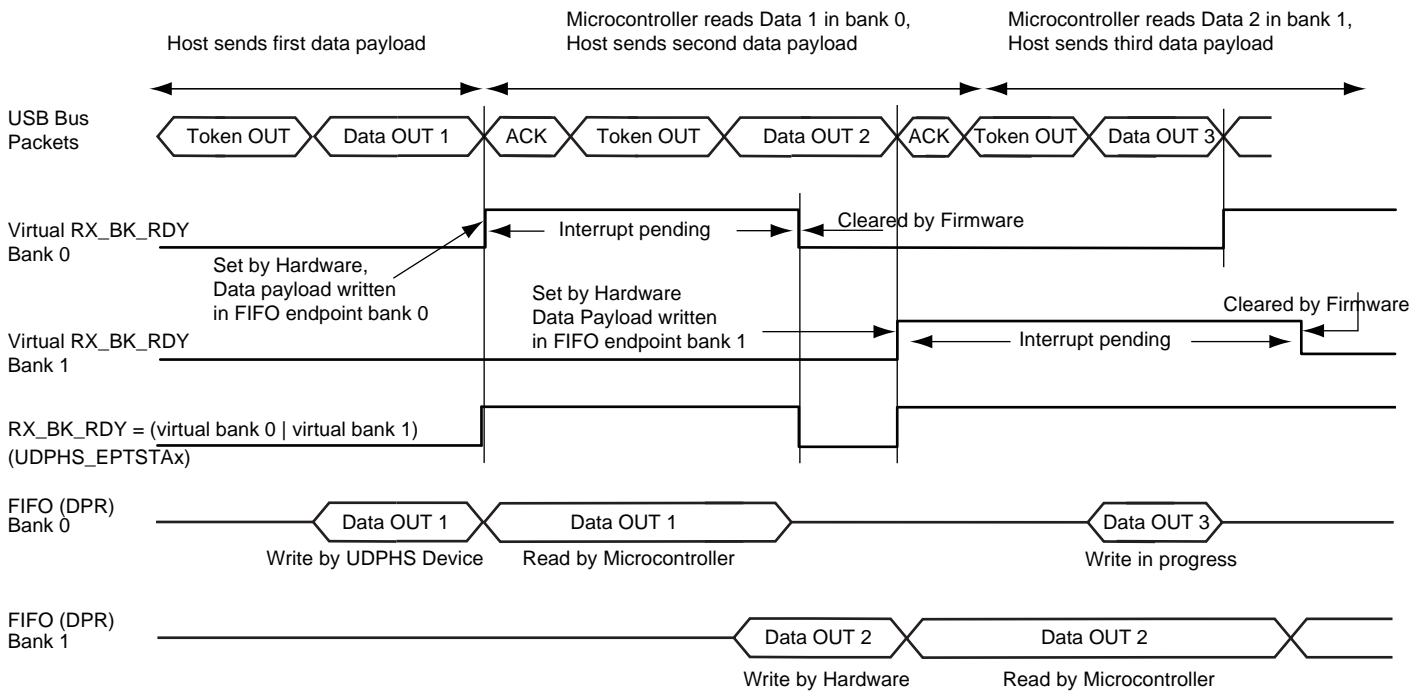 Host sends first data payload
Microcontroller reads Data 1 in bank 0,
Host sends second data payload
Microcontroller reads Data 2 in bank 1,
Host sends third data payload
USB Bus
Packets
Token OUT
Data OUT 1
ACK
Token OUT
Data OUT 2
ACK
Token OUT
Data OUT 3
Virtual RX_BK_RDY
Bank 0
Interrupt pending
Cleared by Firmware
Set by Hardware,
Data payload written
in FIFO endpoint bank 0
Set by Hardware
Data Payload written
in FIFO endpoint bank 1
Cleared by Firmware
Virtual RX_BK_RDY
Bank 1
Interrupt pending
RX_BK_RDY = (virtual bank 0 | virtual bank 1)
(UDPHS_EPTSTAx)
FIFO (DPR)
Bank 0
Data OUT 1
Data OUT 1
Data OUT 3
Write by UDPHS Device
Read by Microcontroller
Write in progress
FIFO (DPR)
Bank 1
Data OUT 2
Data OUT 2
Write by Hardware
Read by Microcontroller